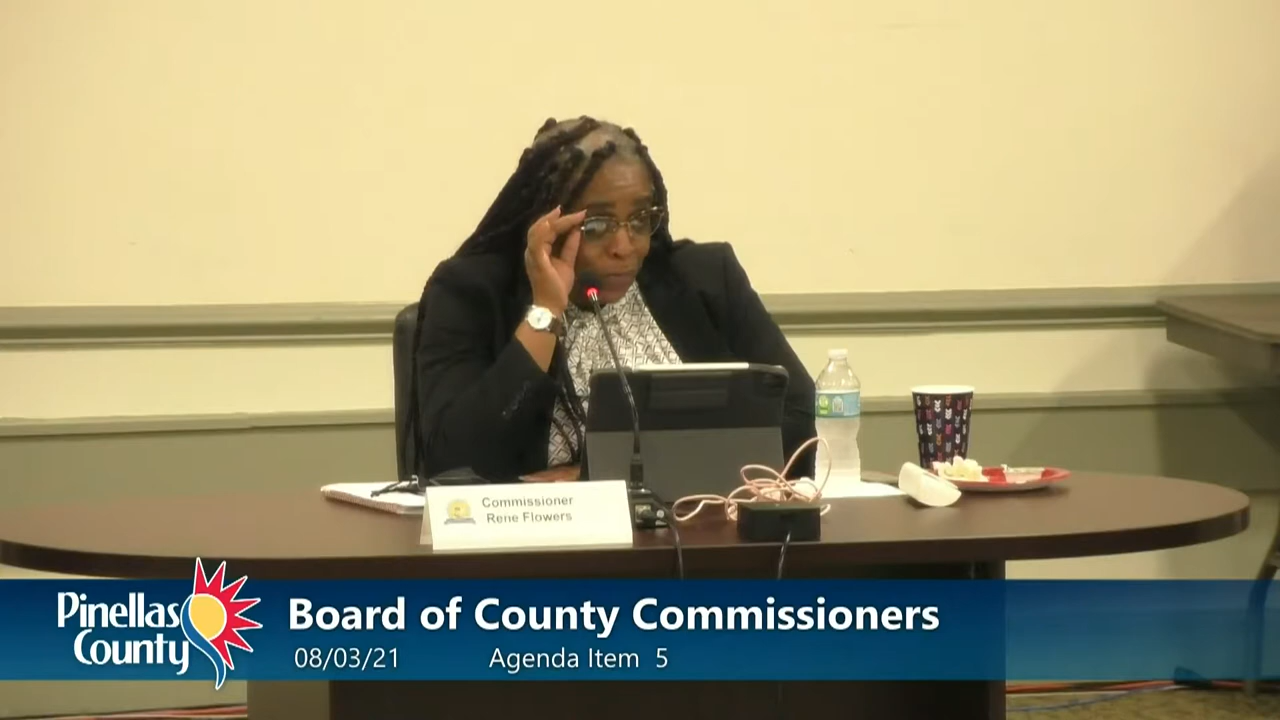 Commissioner
Rene Flowers
Pinellas
County
Board of County Commissioners
08/03/21 Agenda Item 5